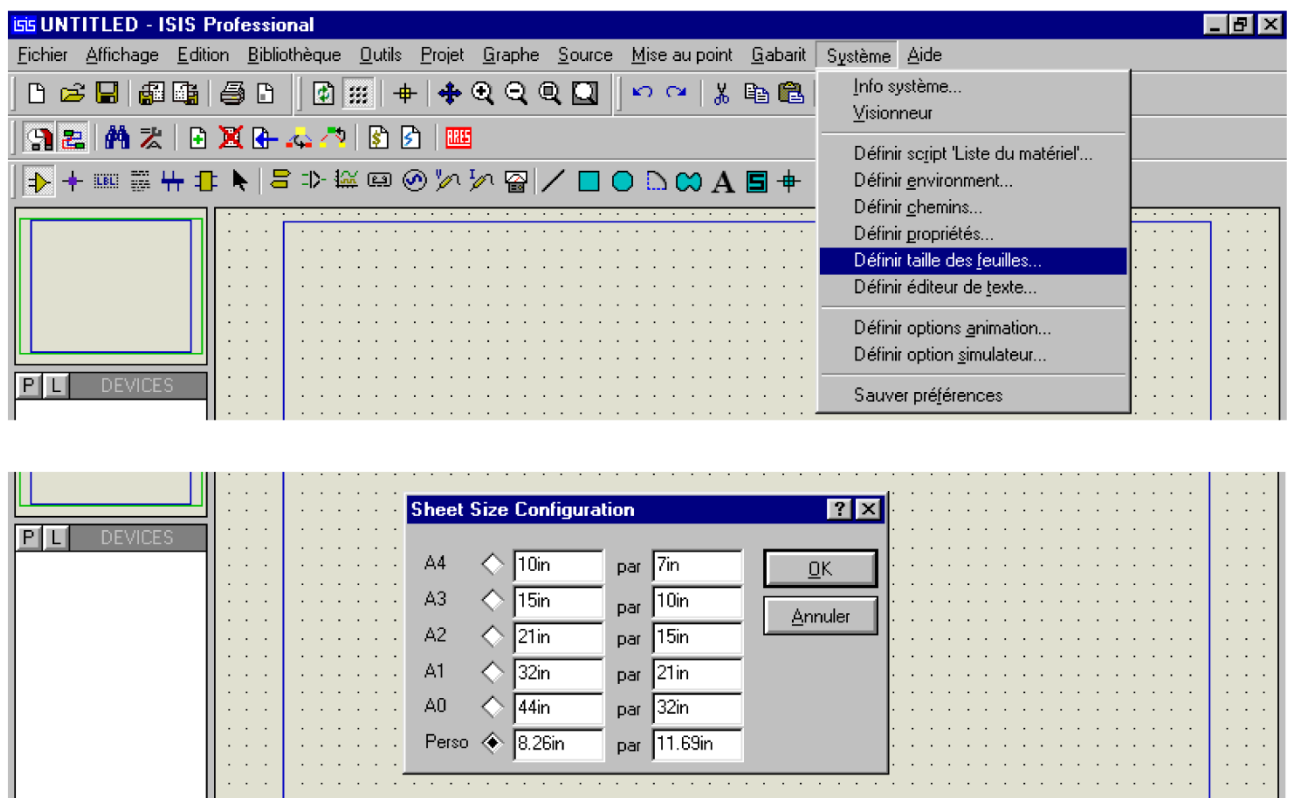 isis UNTITLED - ISIS Professional
Fichier Affichage Edition Bibliothèque Outils Projet Graphe Source Mise au point Gabarit Système Aide
Info système...
Visionneur
ARES
Définir script 'Liste du matériel'...
LBL
A
S
Définir environment...
Définir chemins...
Définir propriétés...
Définir taille des feuilles...
Définir éditeur de texte...
Définir options animation...
Définir option simulateur...
P L DEVICES
Sauver préférences
Sheet Size Configuration
P L DEVICES
A4 10in par 7in OK
A3 15in par 10in Annuler
A2 21in par 15in
A1 32in par 21in
A0 44in par 32in
Perso 8.26in par 11.69in